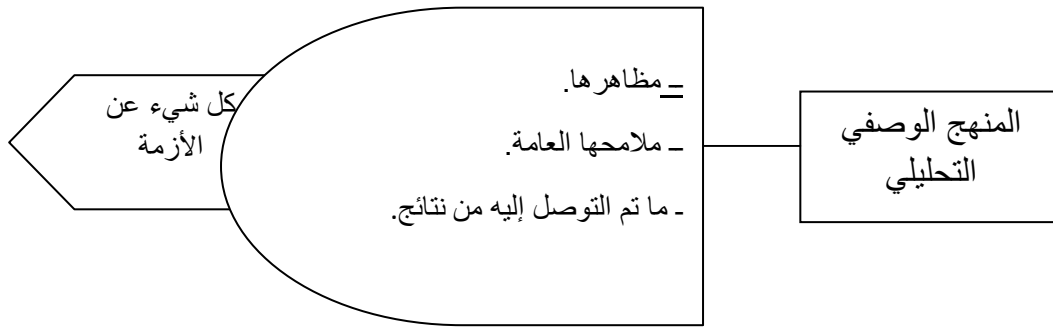 المنهج الوصفي
التحليلي
– مظاهرها.
– ملامحها العامة.
- ما تم التوصل إليه من نتائج.
كل شيء عن
الأزمة